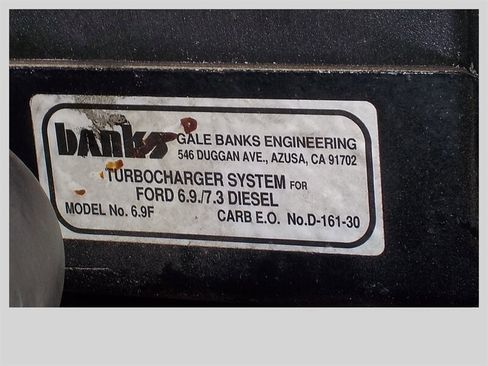 banks GALE BANKS ENGINEERING
546 DUGGAN AVE., AZUSA, CA 91702
TURBOCHARGER SYSTEM FOR
FORD 6.9./7.3 DIESEL
MODEL No. 6.9F CARB E.O. No.D-161-30